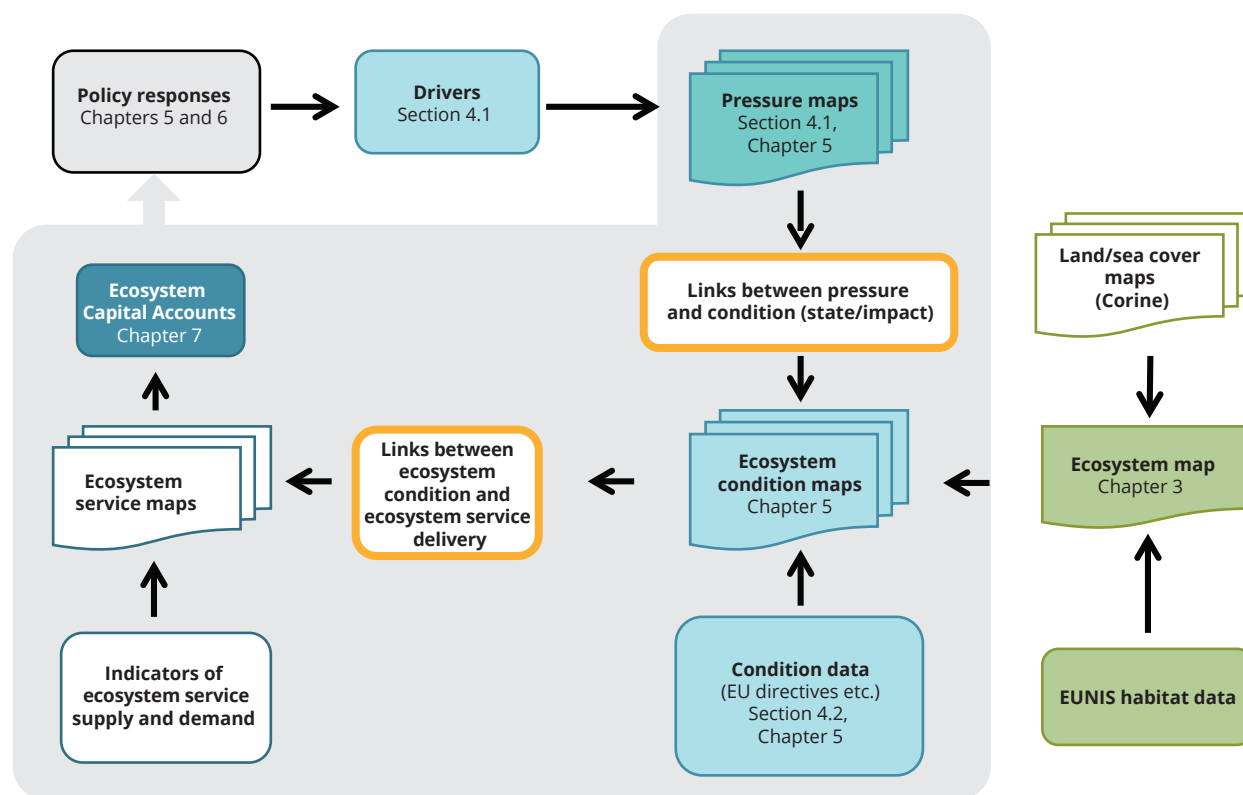 Policy responses
Chapters 5 and 6
Drivers
Section 4.1
Pressure maps
Section 4.1,
Chapter 5
Links between pressure
and condition (state/impact)
Land/sea cover
maps
(Corine)
Ecosystem
Capital Accounts
Chapter 7
Ecosystem
service maps
Links between
ecosystem
condition and
ecosystem service
delivery
Ecosystem
condition maps
Chapter 5
Ecosystem map
Chapter 3
Indicators of
ecosystem service
supply and demand
Condition data
(EU directives etc.)
Section 4.2,
Chapter 5
EUNIS habitat data